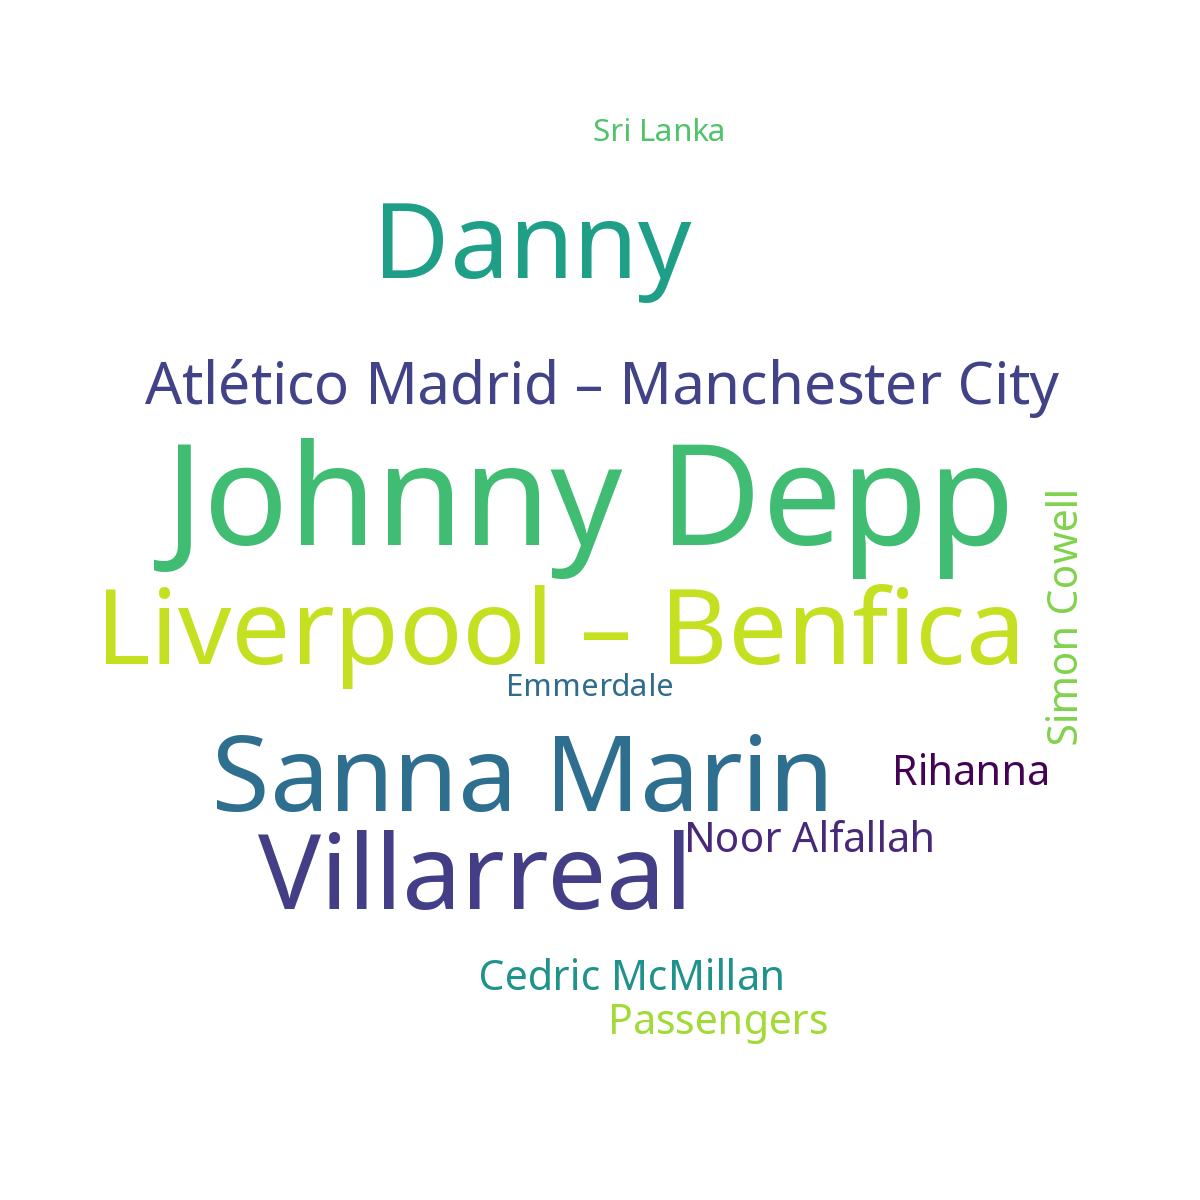 Sri Lanka
Danny
Atlético Madrid – Manchester City
Johnny Depp
Simon Cowell
Liverpool – Benfica
Emmerdale
Sanna Marin
Rihanna
Noor Alfallah
Villarreal
Cedric McMillan
Passengers